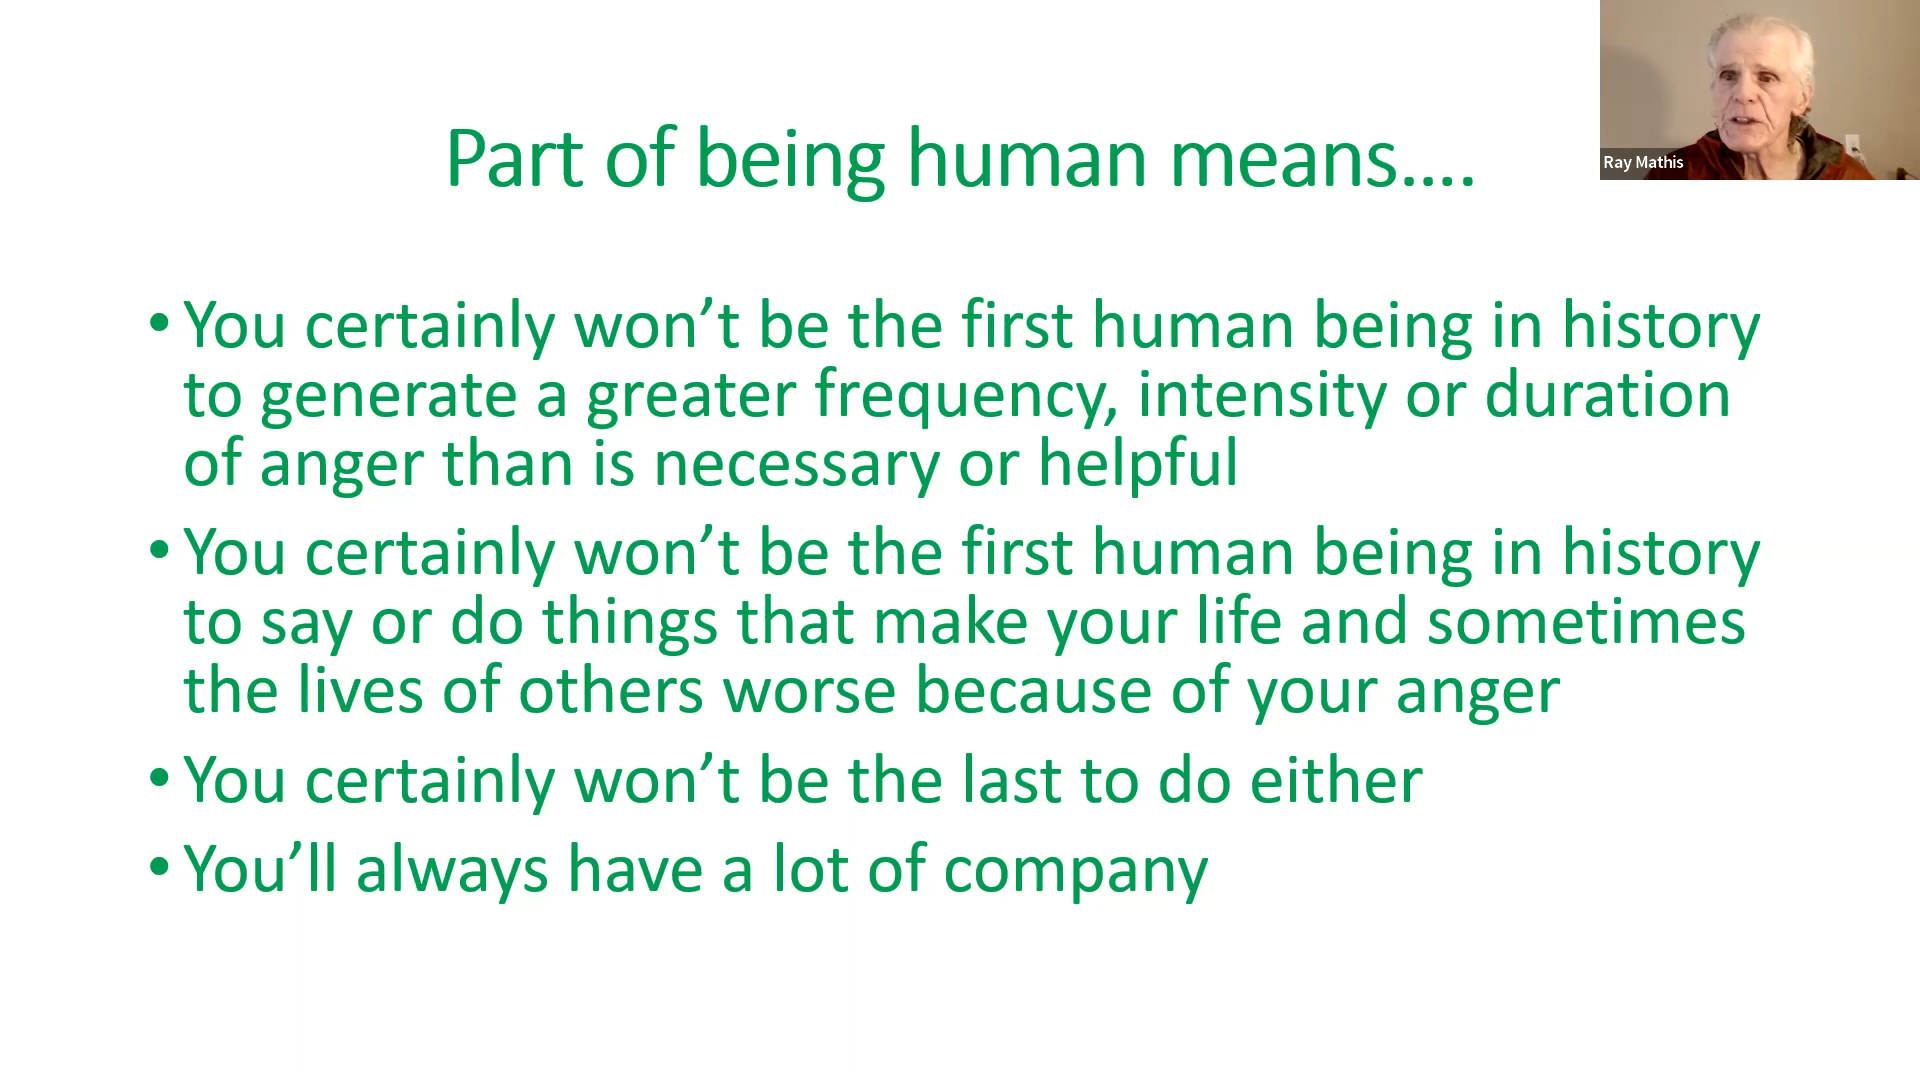 Part of being human means....
Ray Mathis
• You certainly won’t be the first human being in history
to generate a greater frequency, intensity or duration
of anger than is necessary or helpful
• You certainly won’t be the first human being in history
to say or do things that make your life and sometimes
the lives of others worse because of your anger
• You certainly won’t be the last to do either
• You’ll always have a lot of company